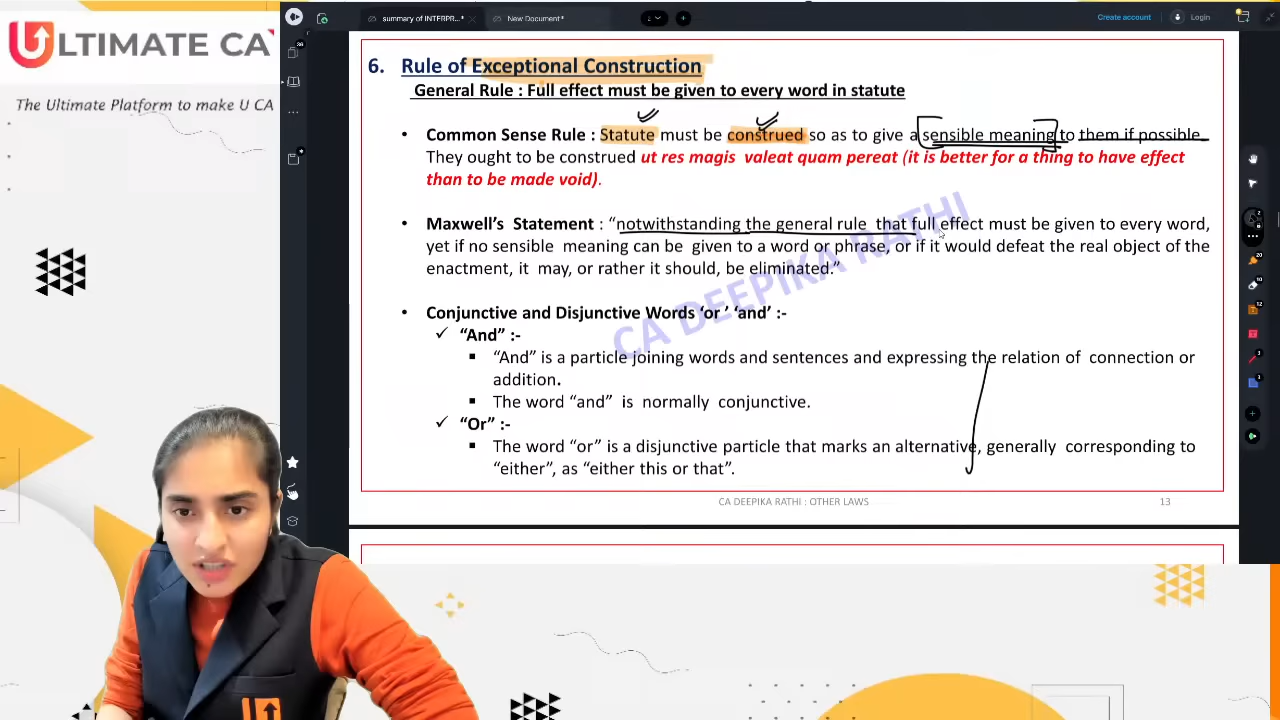 ULTIMATE CA
The Ultimate Platform to make U CA
summary of INTERPR...*
New Document*
Create account
Login
6. Rule of Exceptional Construction
General Rule : Full effect must be given to every word in statute
• Common Sense Rule : Statute must be construed so as to give a sensible meaning to them if possible.
They ought to be construed ut res magis valeat quam pereat (it is better for a thing to have effect
than to be made void).
• Maxwell's Statement : “notwithstanding the general rule that full effect must be given to every word,
yet if no sensible meaning can be given to a word or phrase, or if it would defeat the real object of the
enactment, it may, or rather it should, be eliminated.”
CA DEEPIKA RATHI
• Conjunctive and Disjunctive Words ‘or ’ ‘and’ :-
✓ “And” :-
▪ “And” is a particle joining words and sentences and expressing the relation of connection or
addition.
▪ The word “and” is normally conjunctive.
✓ “Or” :-
▪ The word “or” is a disjunctive particle that marks an alternative, generally corresponding to
“either”, as “either this or that”.
CA DEEPIKA RATHI : OTHER LAWS
13